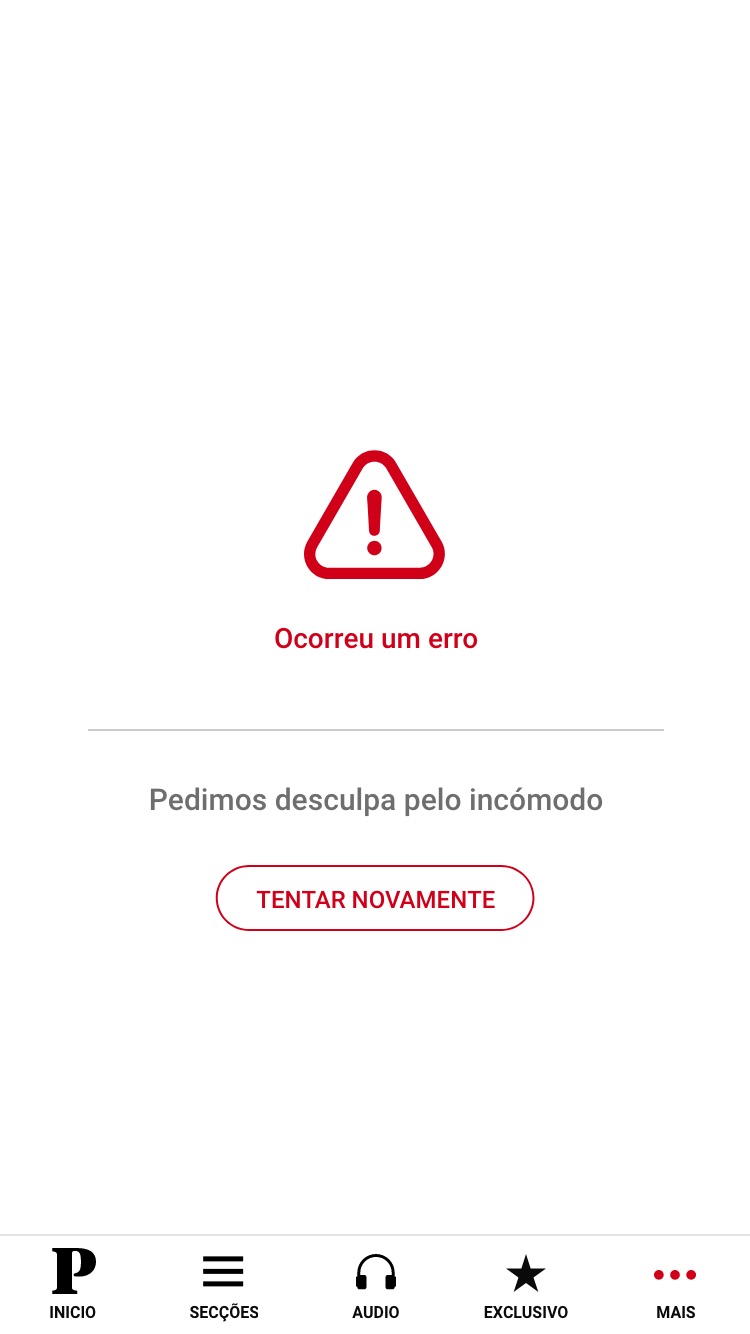 Ocorreu um erro
Pedimos desculpa pelo incómodo
TENTAR NOVAMENTE
P
INICIO
SECÇÕES
AUDIO
EXCLUSIVO
MAIS